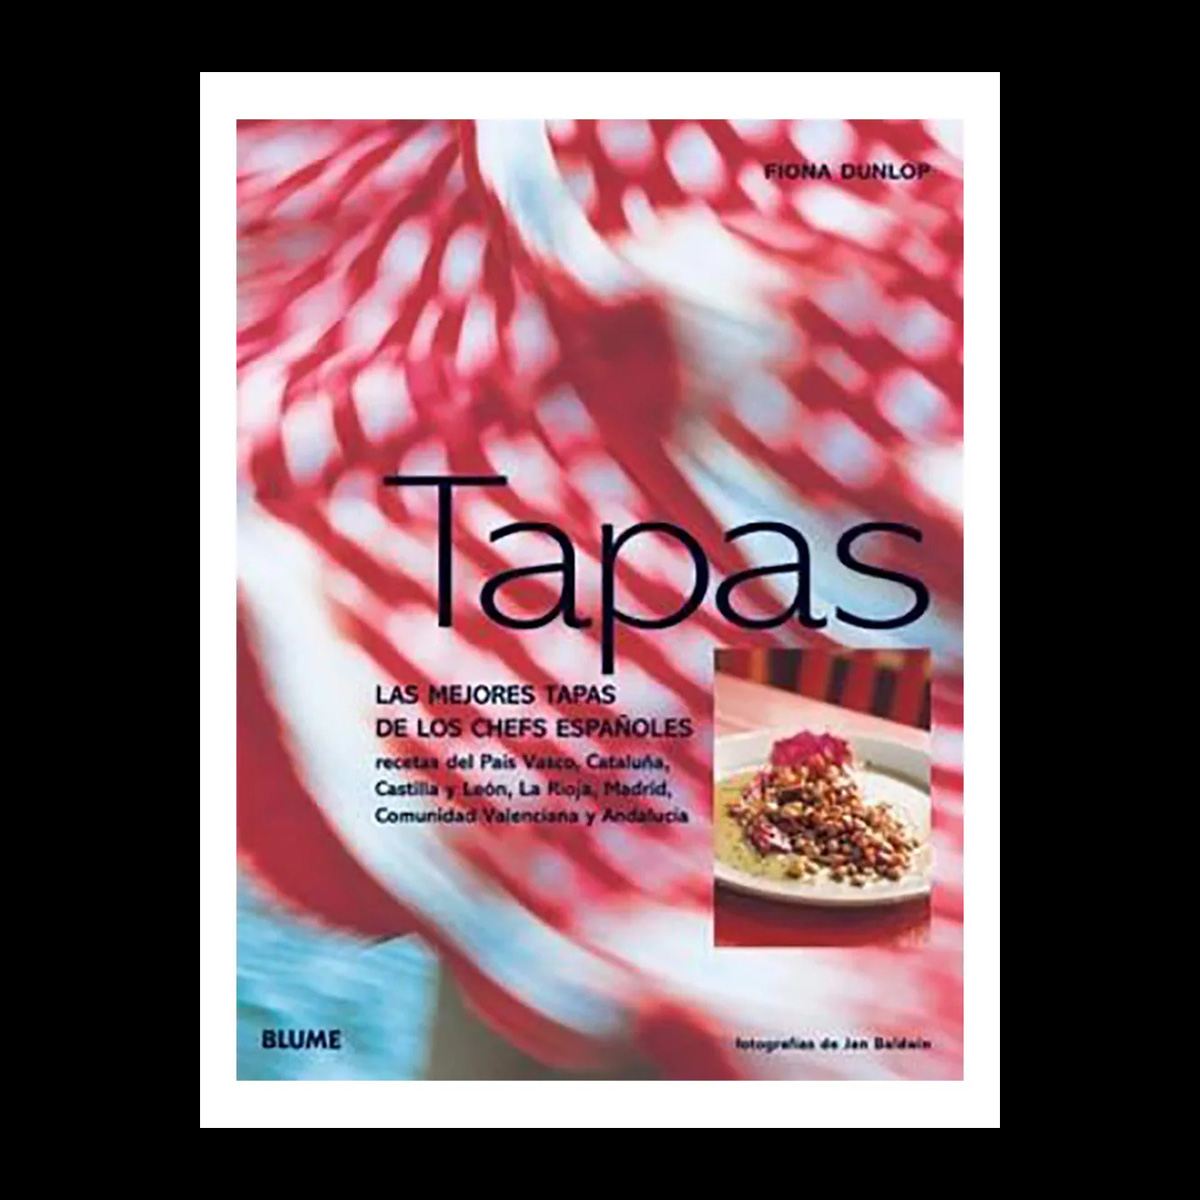 FIONA DUNLOP
Tapas
LAS MEJORES TAPAS
DE LOS CHEFS ESPAÑOLES
recetas del País Vasco, Cataluña,
Castilla y León, La Rioja, Madrid,
Comunidad Valenciana y Andalucía
BLUME
fotografías de Jan Baldwin